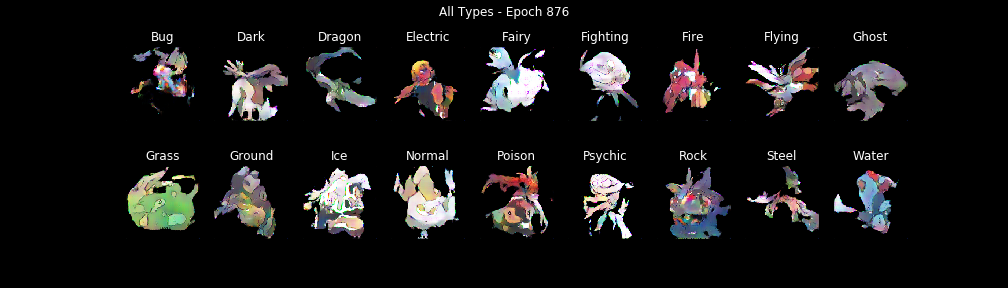 All Types - Epoch 876
Bug Dark Dragon Electric Fairy Fighting Fire Flying Ghost
Grass Ground Ice Normal Poison Psychic Rock Steel Water